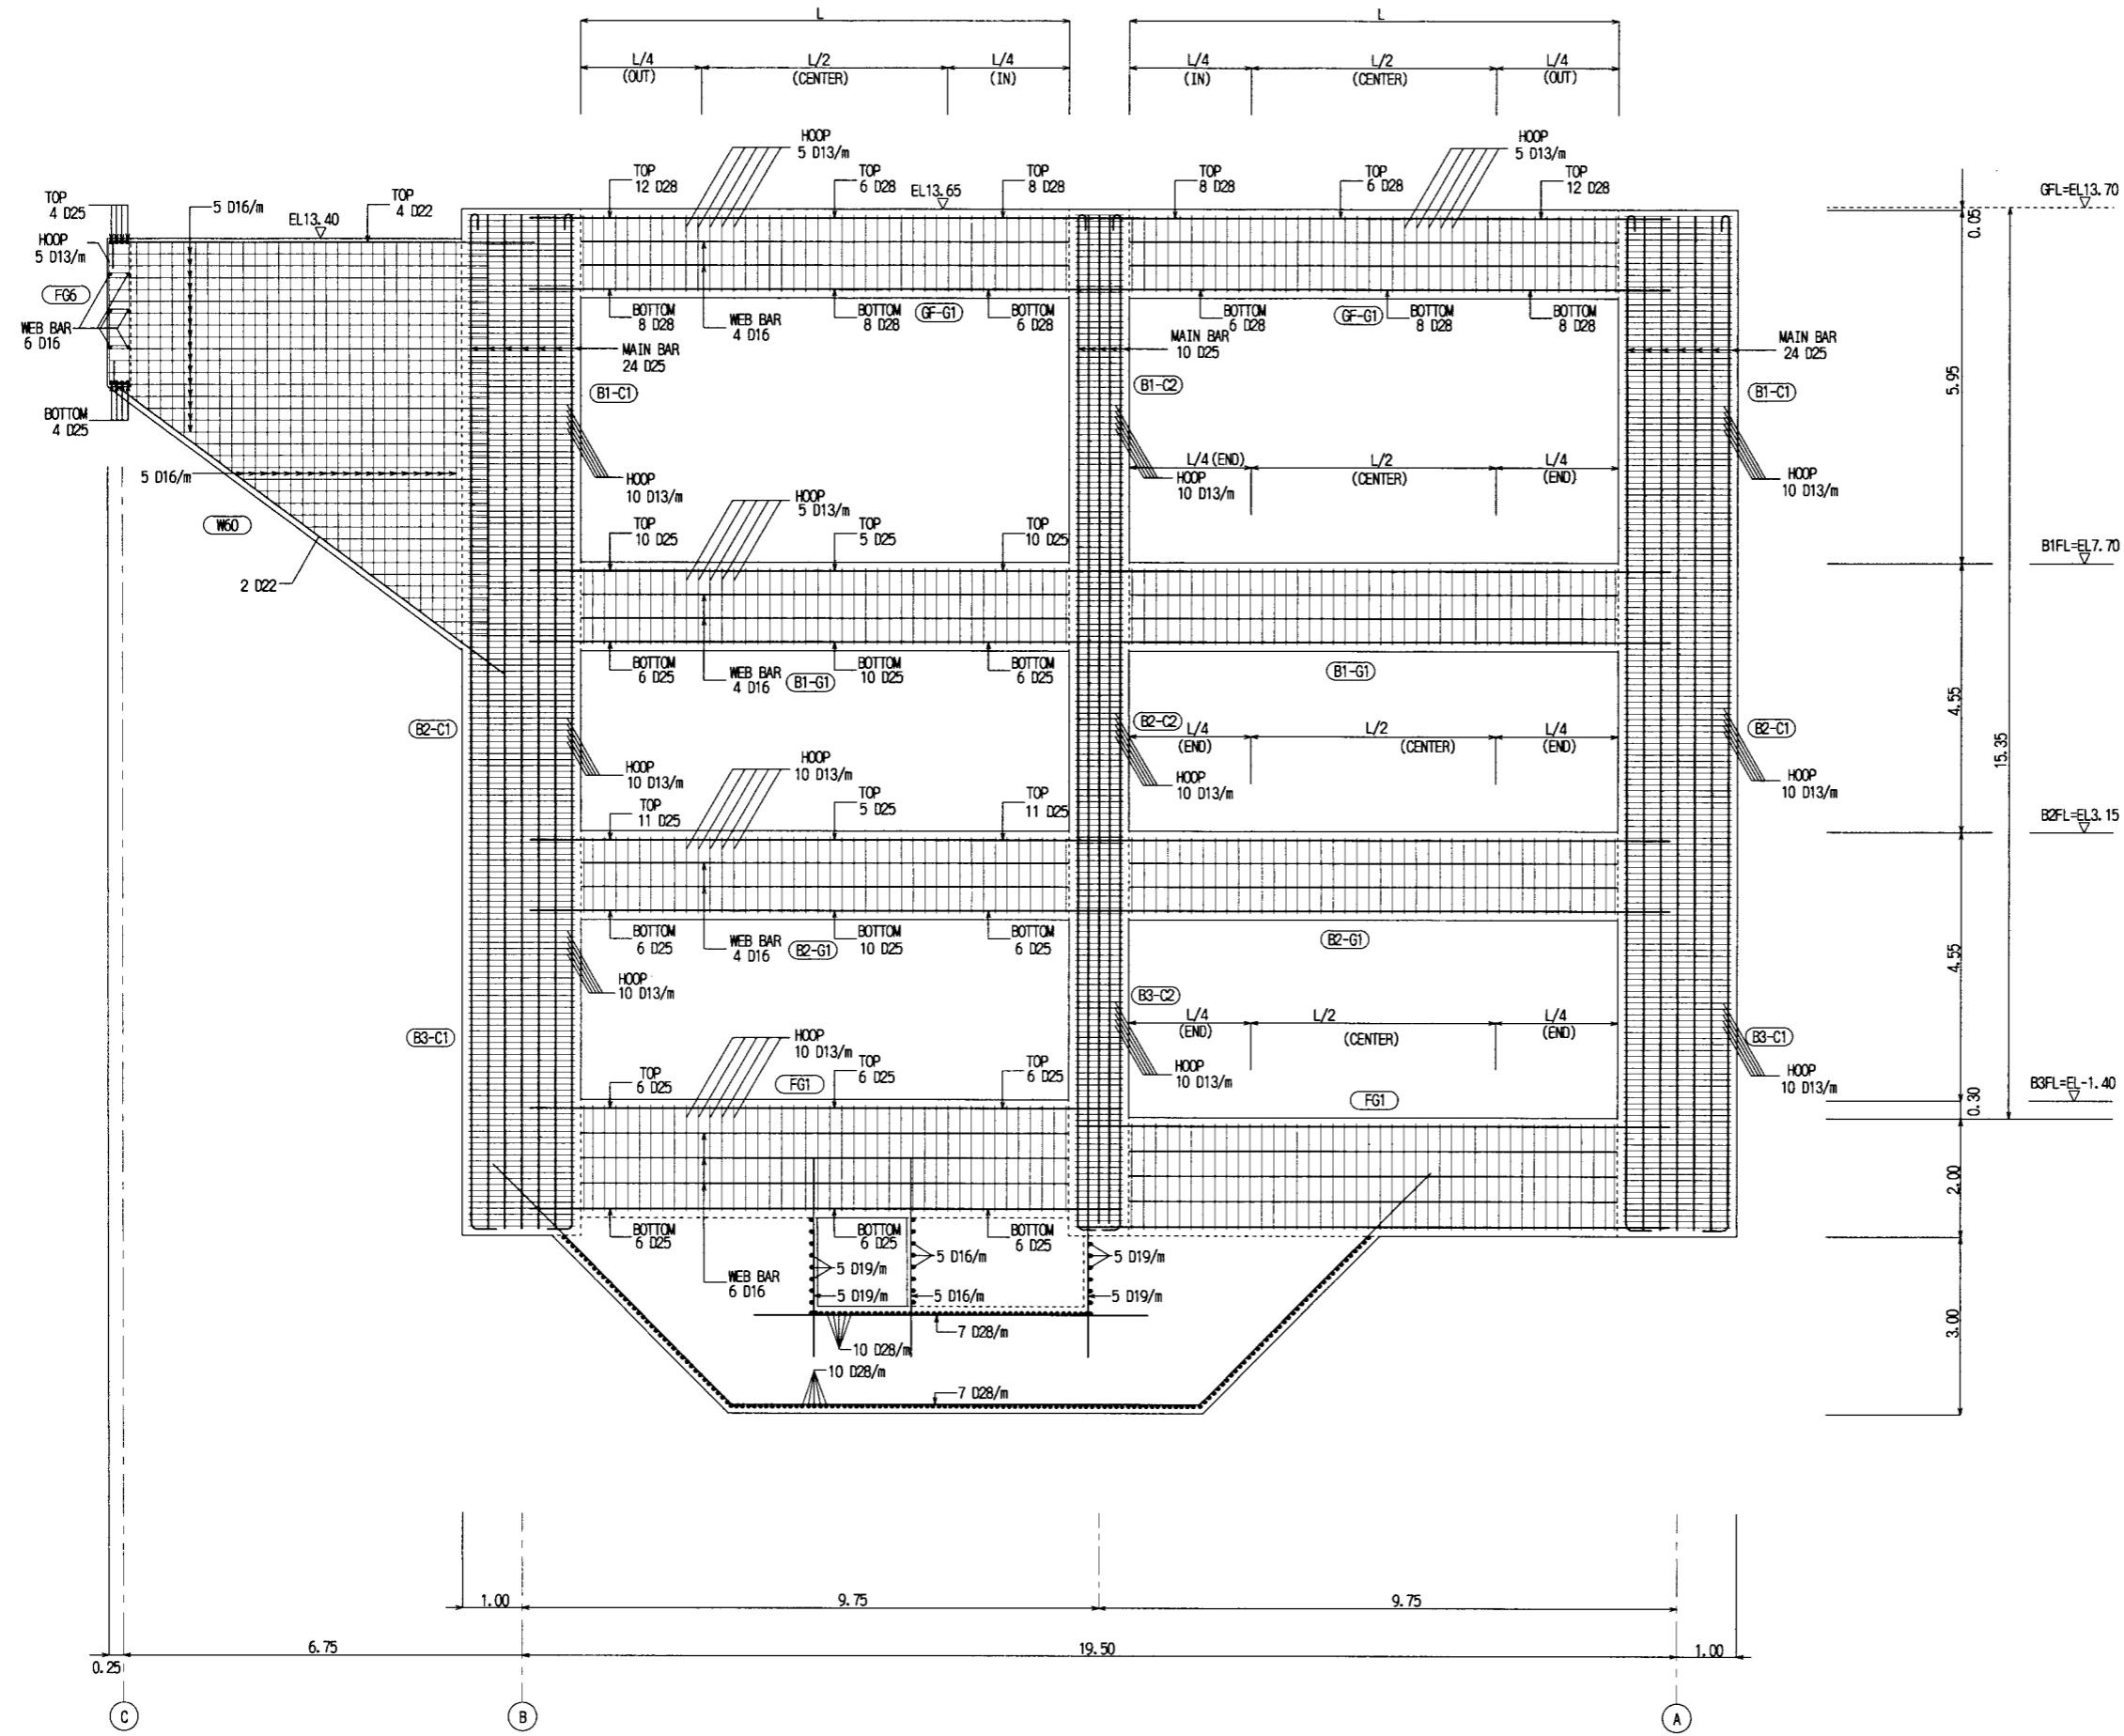 L
L
L/4
(OUT)
L/2
(CENTER)
L/4
(IN)
L/4
(IN)
L/2
(CENTER)
L/4
(OUT)
HOOP
5 D13/m
HOOP
5 D13/m
TOP
12 D28
TOP
6 D28
EL13.65
TOP
8 D28
TOP
8 D28
TOP
6 D28
TOP
12 D28
GFL=EL13.70
TOP
4 D25
5 D16/m
EL13.40
TOP
4 D22
0.05
HOOP
5 D13/m
FG6
WEB BAR
6 D16
BOTTOM
4 D25
BOTTOM
8 D28
WEB BAR
4 D16
BOTTOM
8 D28
GF-G1
BOTTOM
6 D28
BOTTOM
6 D28
GF-G1
BOTTOM
8 D28
BOTTOM
8 D28
MAIN BAR
24 D25
MAIN BAR
10 D25
MAIN BAR
24 D25
B1-C1
B1-C2
B1-C1
5.95
5 D16/m
HOOP
10 D13/m
L/4 (END)
L/2
(CENTER)
L/4
(END)
HOOP
10 D13/m
HOOP
10 D13/m
W60
2 D22
HOOP
5 D13/m
TOP
10 D25
TOP
5 D25
TOP
10 D25
B1FL=EL7.70
BOTTOM
6 D25
WEB BAR
4 D16
B1-G1
BOTTOM
10 D25
BOTTOM
6 D25
B1-G1
4.55
B2-C1
B2-C2
L/4
(END)
L/2
(CENTER)
L/4
(END)
B2-C1
15.35
HOOP
10 D13/m
HOOP
10 D13/m
HOOP
10 D13/m
HOOP
10 D13/m
TOP
11 D25
TOP
5 D25
TOP
11 D25
B2FL=EL3.15
BOTTOM
6 D25
WEB BAR
4 D16
B2-G1
BOTTOM
10 D25
BOTTOM
6 D25
B2-G1
4.55
HOOP
10 D13/m
B3-C1
B3-C2
L/4
(END)
L/2
(CENTER)
L/4
(END)
B3-C1
HOOP
10 D13/m
HOOP
10 D13/m
HOOP
10 D13/m
TOP
6 D25
FG1
TOP
6 D25
TOP
6 D25
FG1
B3FL=EL-1.40
0.30
2.00
BOTTOM
6 D25
BOTTOM
6 D25
BOTTOM
6 D25
5 D16/m
5 D19/m
5 D19/m
WEB BAR
6 D16
5 D19/m
5 D16/m
5 D19/m
7 D28/m
10 D28/m
10 D28/m
7 D28/m
3.00
1.00
9.75
9.75
0.25
6.75
19.50
1.00
C
B
A